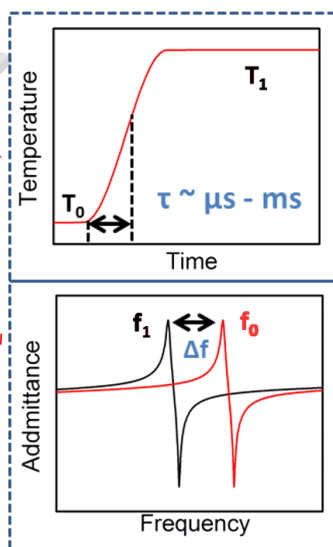 Temperature
T₀
T₁
τ ~ μs - ms
Time
Addmittance
f₁
f₀
Δf
Frequency